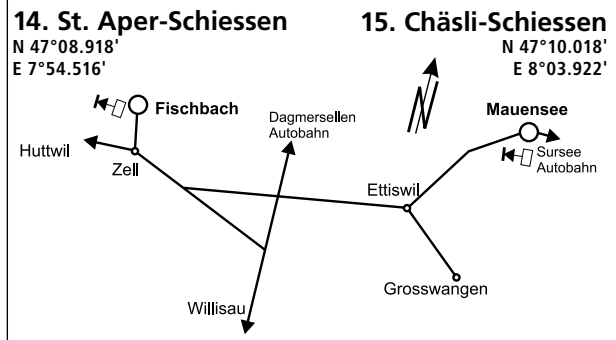 14. St. Aper-Schiessen
N 47°08.918'
E 7°54.516'
15. Chäsli-Schiessen
N 47°10.018'
E 8°03.922'
Fischbach
Huttwil
Zell
Dagmersellen
Autobahn
N
Mauensee
Sursee
Autobahn
Ettiswil
Grosswangen
Willisau